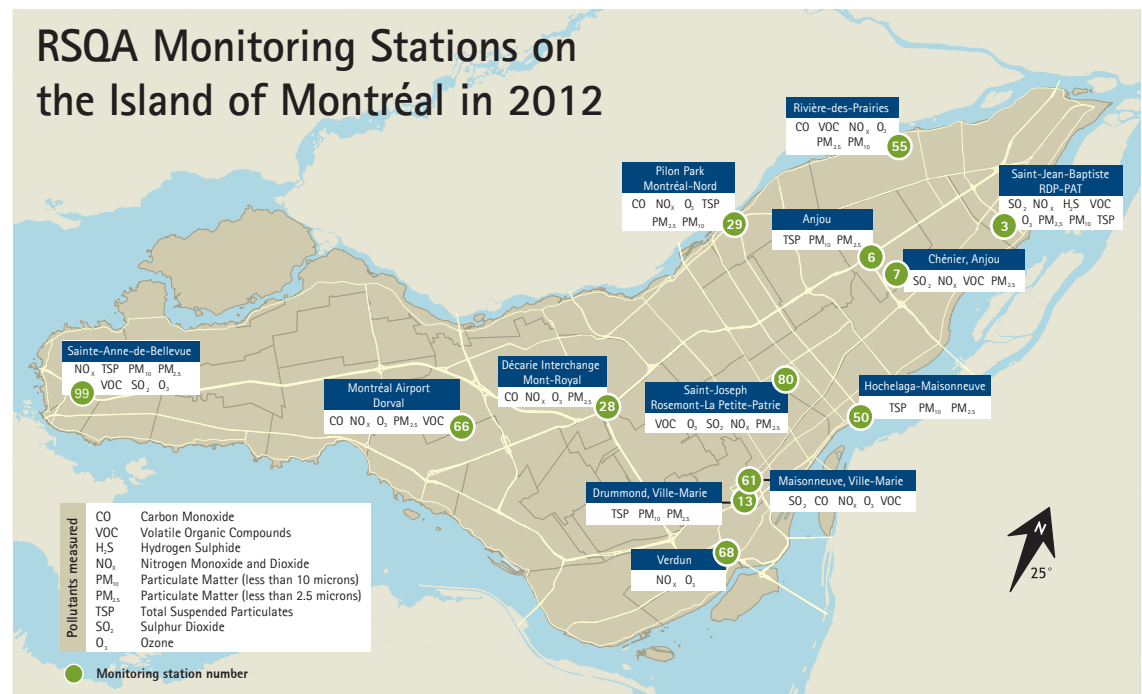 RSQA Monitoring Stations on
the Island of Montréal in 2012
Rivière-des-Prairies
CO VOC NOₓ O₃
PM₂.₅ PM₁₀
55
Pilon Park
Montréal-Nord
CO NOₓ O₃ TSP
PM₂.₅ PM₁₀
29
Saint-Jean-Baptiste
RDP-PAT
SO₂ NOₓ H₂S VOC
O₃ PM₂.₅ PM₁₀ TSP
3
Anjou
TSP PM₁₀ PM₂.₅
6
Chénier, Anjou
SO₂ NOₓ VOC PM₂.₅
7
Sainte-Anne-de-Bellevue
NOₓ TSP PM₁₀ PM₂.₅
VOC SO₂ O₃
99
Montréal Airport
Dorval
CO NOₓ O₃ PM₂.₅ VOC
66
Décarie Interchange
Mont-Royal
CO NOₓ O₃ PM₂.₅
28
Saint-Joseph
Rosemont-La Petite-Patrie
VOC O₃ SO₂ NOₓ PM₂.₅
80
Hochelaga-Maisonneuve
TSP PM₁₀ PM₂.₅
50
Maisonneuve, Ville-Marie
SO₂ CO NOₓ O₃ VOC
61
Drummond, Ville-Marie
TSP PM₁₀ PM₂.₅
13
Verdun
NOₓ O₃
68
N
25°
Pollutants measured
CO Carbon Monoxide
VOC Volatile Organic Compounds
H₂S Hydrogen Sulphide
NOₓ Nitrogen Monoxide and Dioxide
PM₁₀ Particulate Matter (less than 10 microns)
PM₂.₅ Particulate Matter (less than 2.5 microns)
TSP Total Suspended Particulates
SO₂ Sulphur Dioxide
O₃ Ozone
Monitoring station number